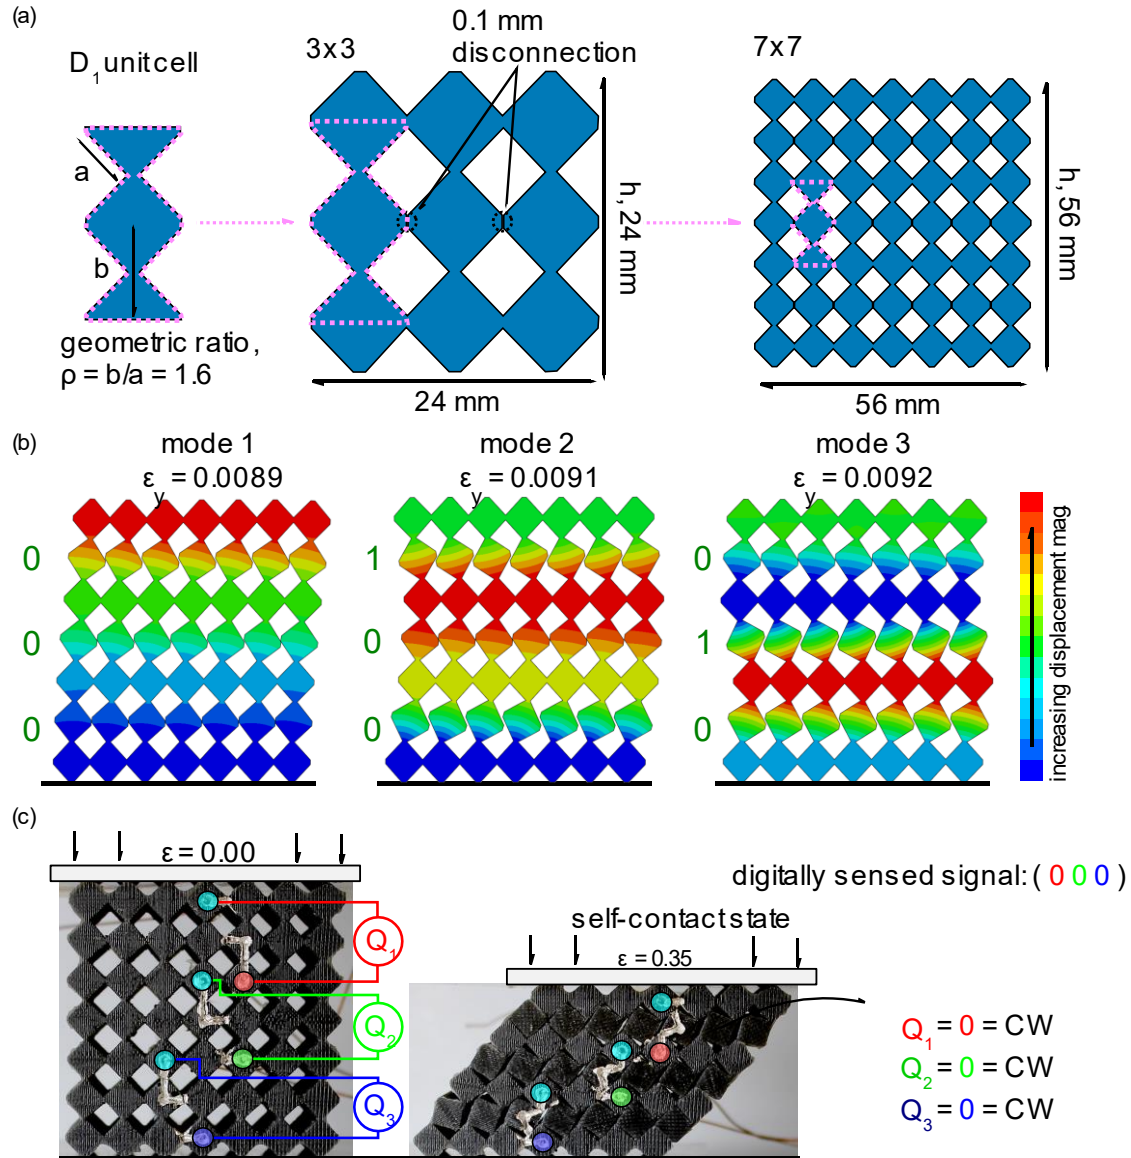 (a)
D1 unit cell
3x3
0.1 mm
disconnection
7x7
a
b
geometric ratio,
ρ = b/a = 1.6
h, 24 mm
24 mm
h, 56 mm
56 mm
(b)
mode 1
εy = 0.0089
mode 2
εy = 0.0091
mode 3
εy = 0.0092
0
0
0
1
0
0
0
1
0
increasing displacement mag.
(c)
ε = 0.00
Q1
Q2
Q3
digitally sensed signal: ( 0 0 0 )
self-contact state
ε = 0.35
Q1 = 0 = CW
Q2 = 0 = CW
Q3 = 0 = CW